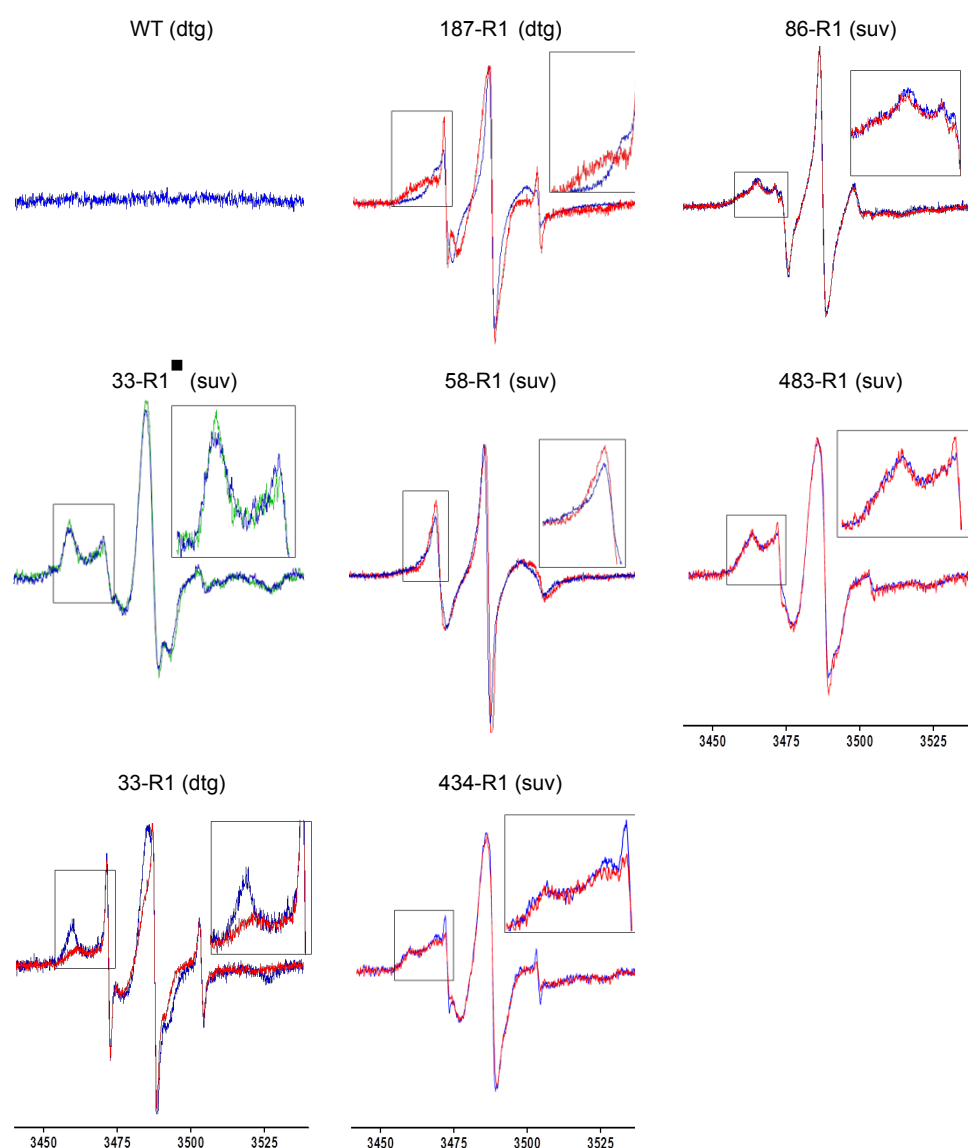 WT (dtg) 187-R1 (dtg) 86-R1 (suv)
33-R1■ (suv) 58-R1 (suv) 483-R1 (suv)
3450 3475 3500 3525
33-R1 (dtg) 434-R1 (suv)
3450 3475 3500 3525 3450 3475 3500 3525